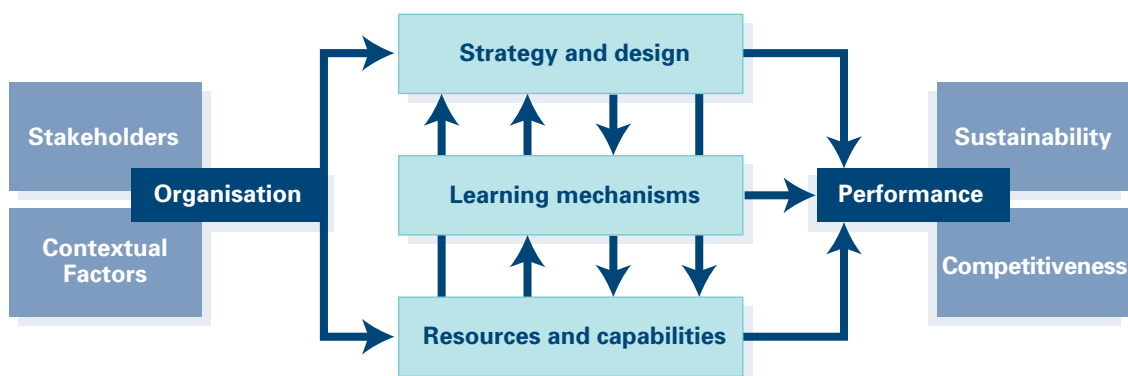 Strategy and design
Stakeholders
Sustainability
Organisation
Learning mechanisms
Performance
Contextual
Factors
Competitiveness
Resources and capabilities